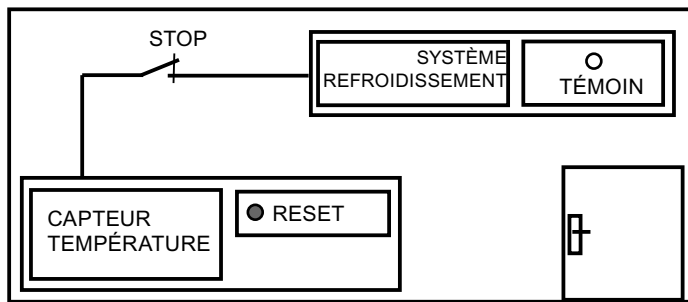 STOP
SYSTÈME
REFROIDISSEMENT
TÉMOIN
CAPTEUR
TEMPÉRATURE
RESET